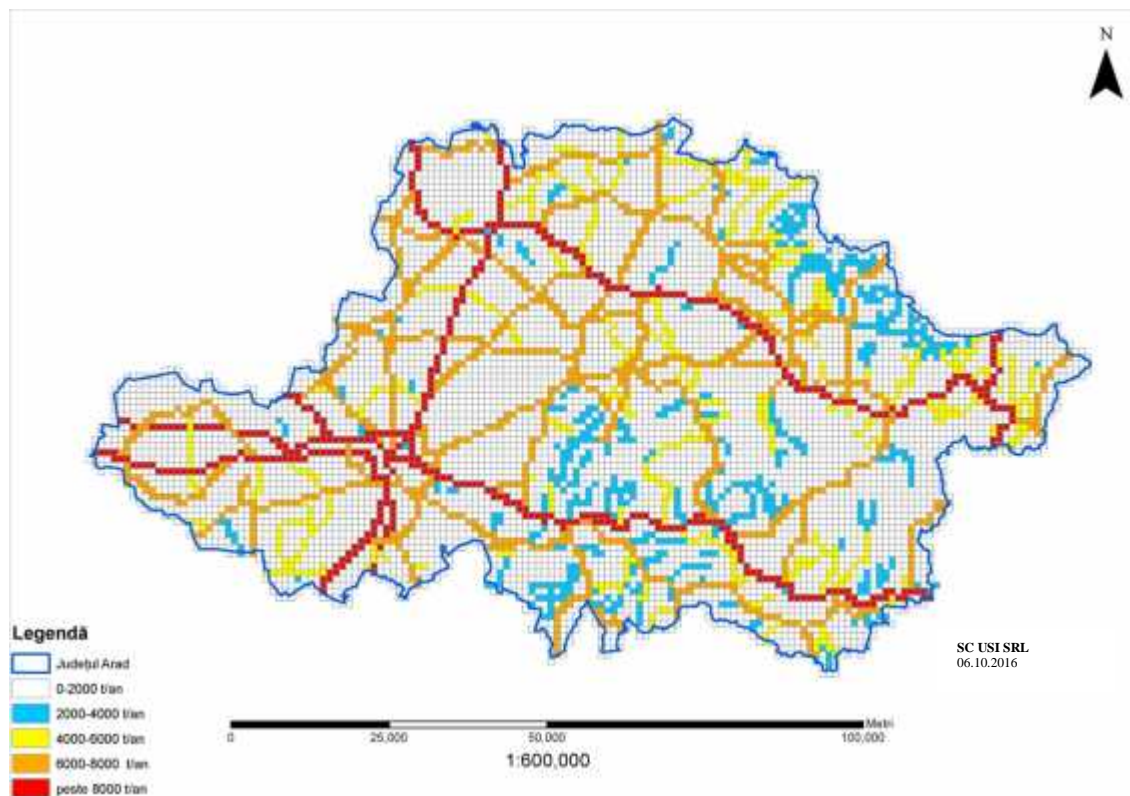 N
Legendă
Județul Arad
0-2000 t/an
2000-4000 t/an
4000-6000 t/an
6000-8000 t/an
peste 8000 t/an
SC USI SRL
06.10.2016
Metri
0 25,000 50,000 100,000
1:600,000